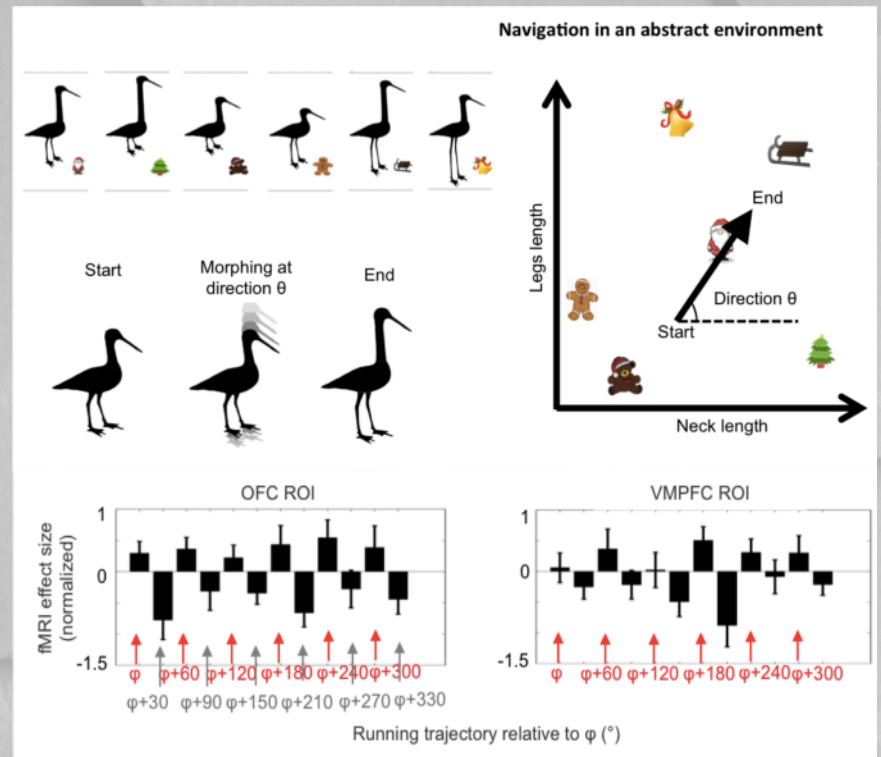 Navigation in an abstract environment
Start
Morphing at
direction θ
End
Legs length
End
Direction θ
Start
Neck length
OFC ROI
VMPFC ROI
fMRI effect size
(normalized)
1
0
-1.5
φ
φ+60
φ+120
φ+180
φ+240
φ+300
φ+30
φ+90
φ+150
φ+210
φ+270
φ+330
1
0
-1.5
φ
φ+60
φ+120
φ+180
φ+240
φ+300
Running trajectory relative to φ (°)